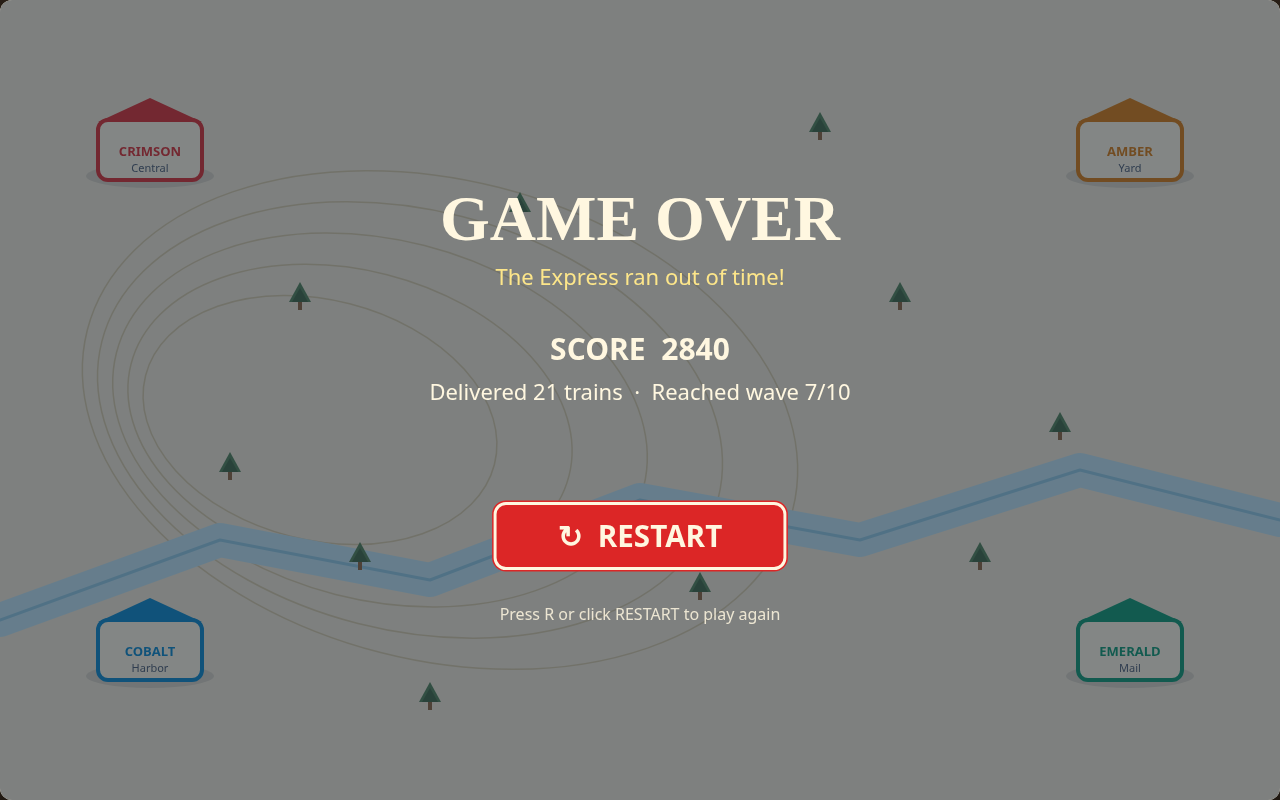 CRIMSON
Central
AMBER
Yard
GAME OVER
The Express ran out of time!
SCORE 2840
Delivered 21 trains · Reached wave 7/10
↻ RESTART
Press R or click RESTART to play again
COBALT
Harbor
EMERALD
Mail